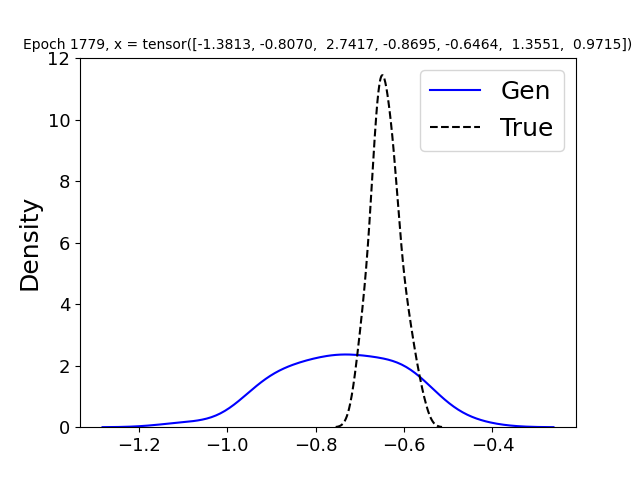 Epoch 1779, x = tensor([-1.3813, -0.8070,  2.7417, -0.8695, -0.6464,  1.3551,  0.9715])
12
10
8
6
4
2
0
Density
Gen
True
−1.2 −1.0 −0.8 −0.6 −0.4